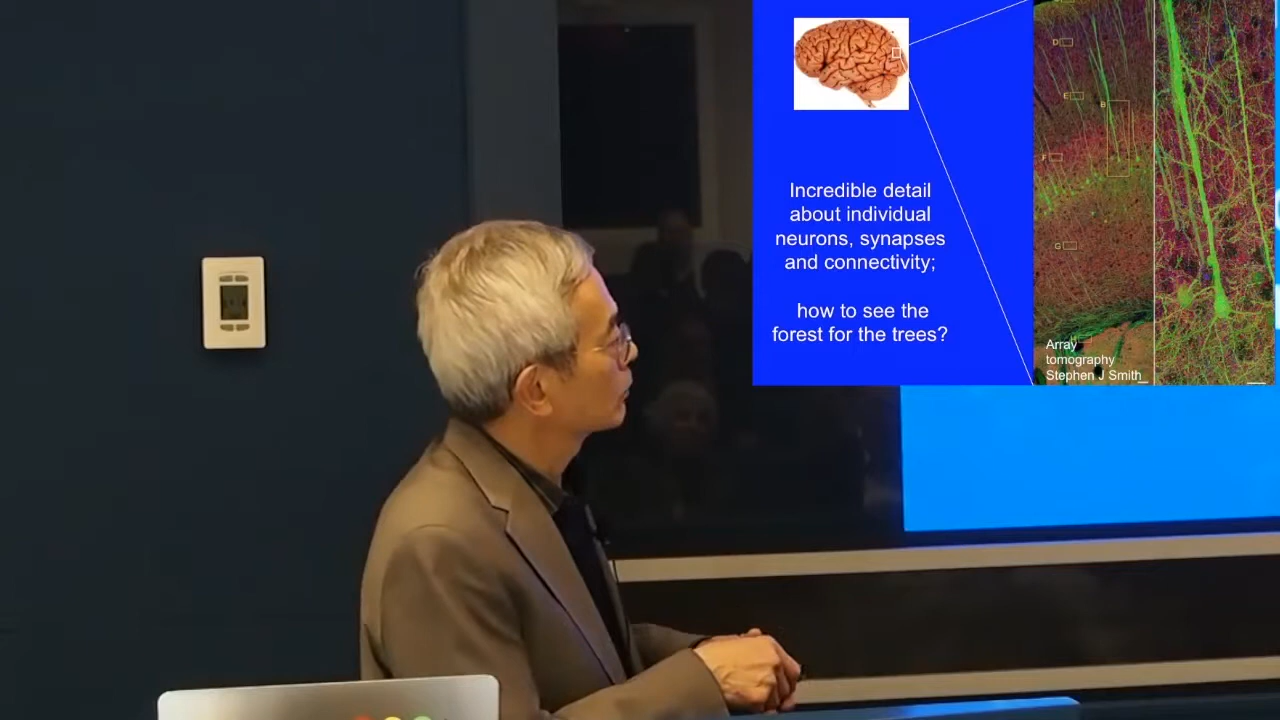 Incredible detail
about individual
neurons, synapses
and connectivity;
how to see the
forest for the trees?
D
E
B
F
G
Array
tomography
Stephen J Smith